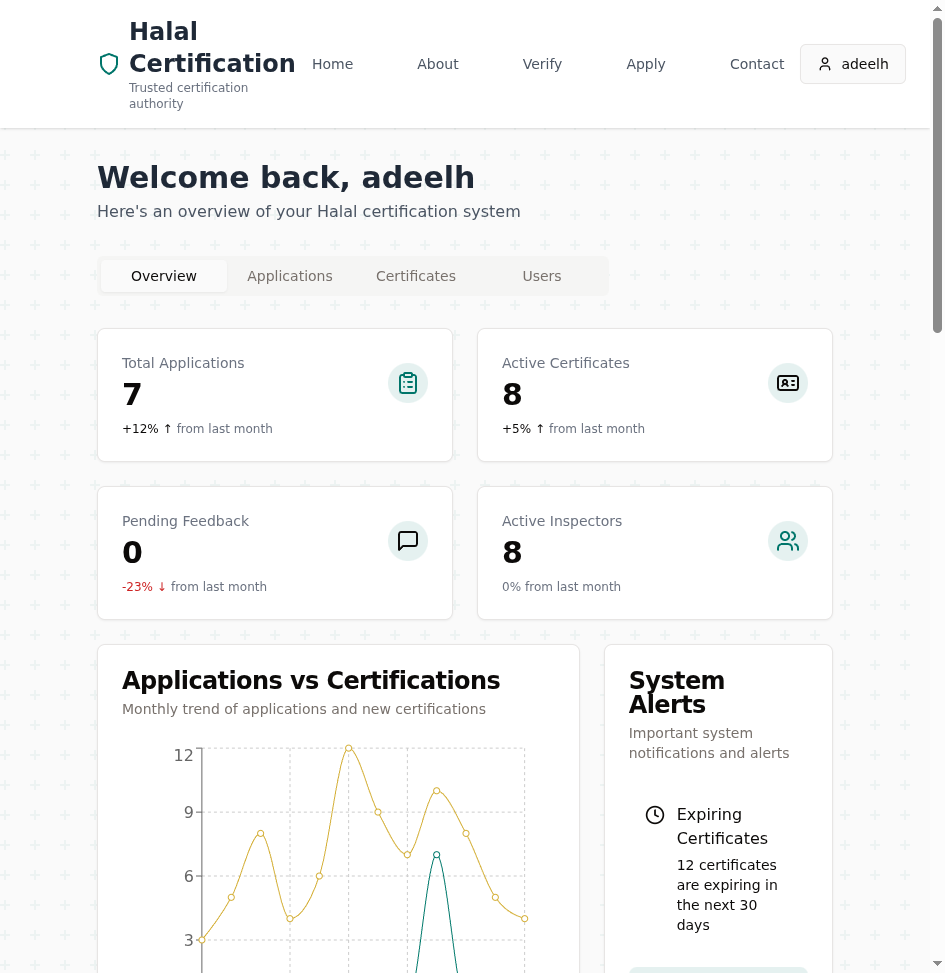 Halal
Certification
Trusted certification
authority
Home
About
Verify
Apply
Contact
adeelh
Welcome back, adeelh
Here's an overview of your Halal certification system
Overview
Applications
Certificates
Users
Total Applications
7
+12% ↑ from last month
Active Certificates
8
+5% ↑ from last month
Pending Feedback
0
-23% ↓ from last month
Active Inspectors
8
0% from last month
Applications vs Certifications
Monthly trend of applications and new certifications
12
9
6
3
System
Alerts
Important system
notifications and alerts
Expiring
Certificates
12 certificates
are expiring in
the next 30
days